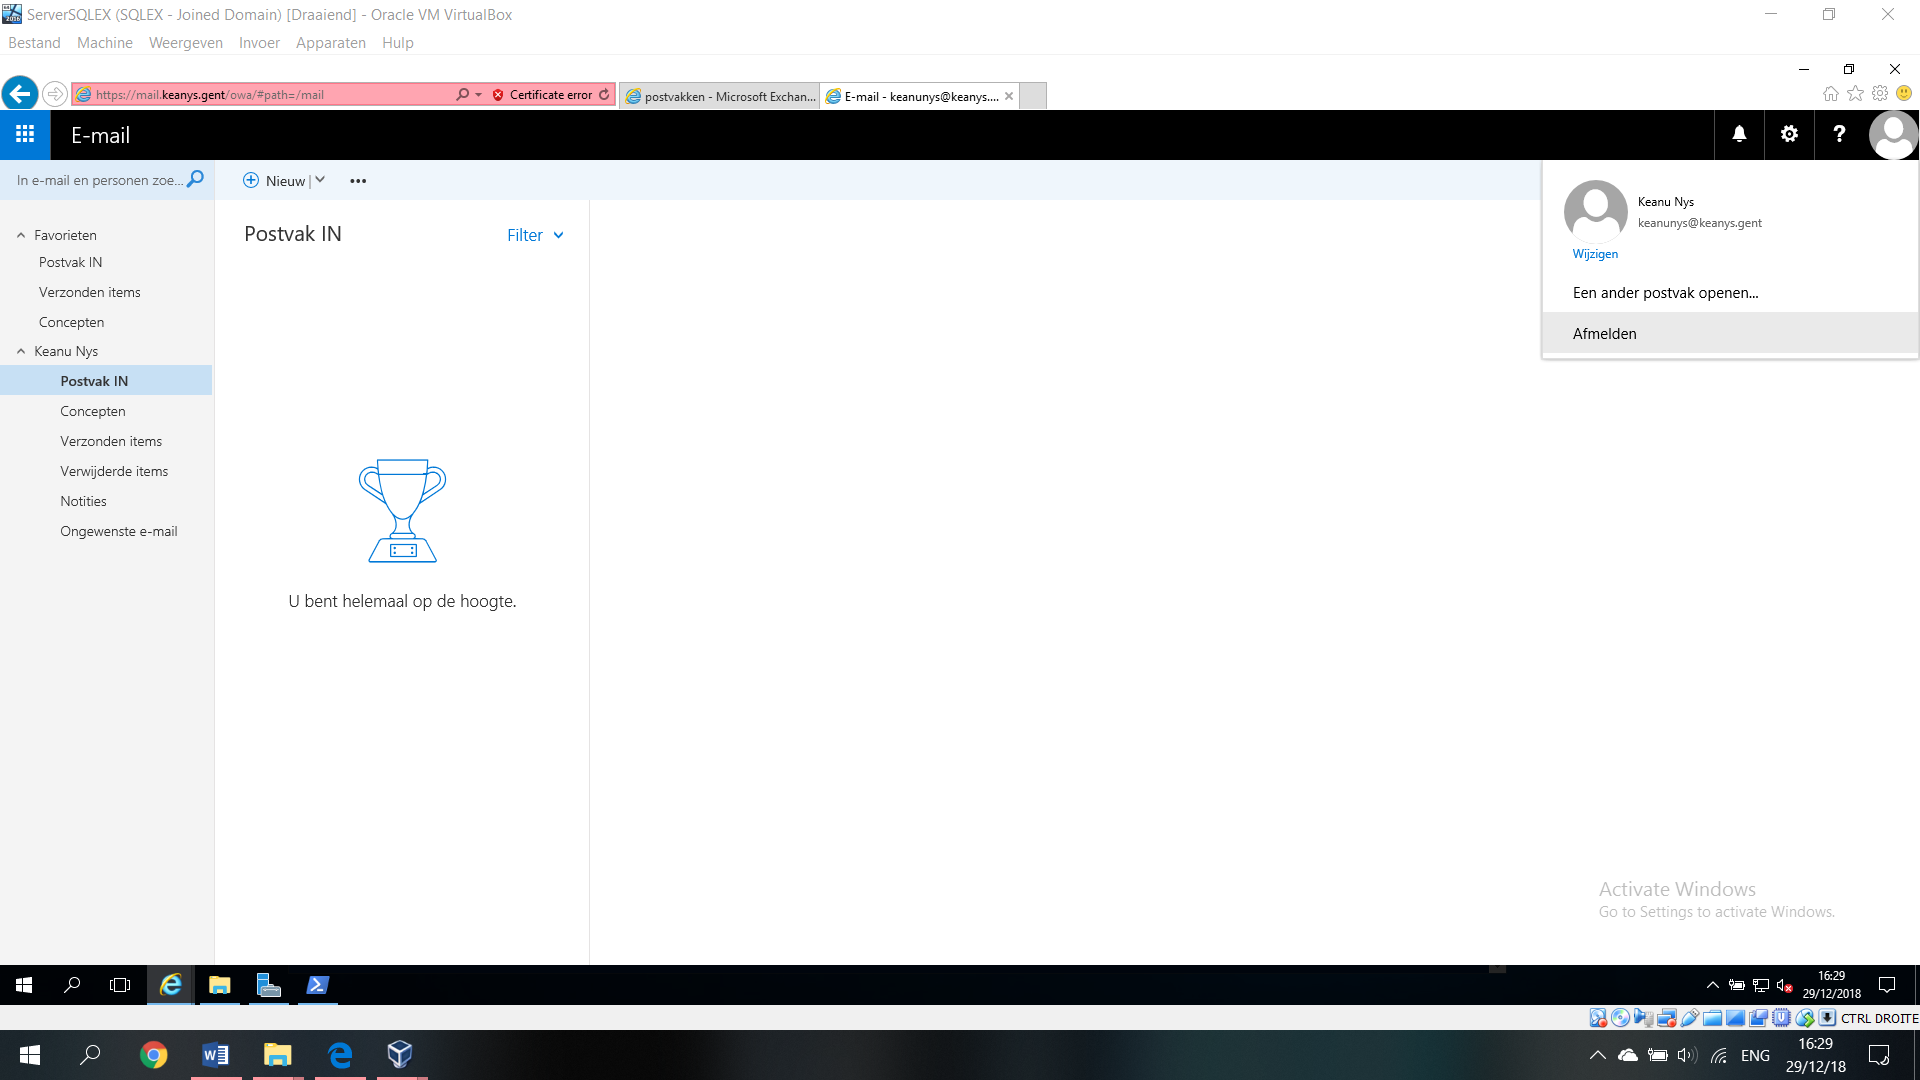 ServerSQLEX (SQLEX - Joined Domain) [Draaiend] - Oracle VM VirtualBox
Bestand Machine Weergeven Invoer Apparaten Hulp
https://mail.keanys.gent/owa/#path=/mail Certificate error postvakken - Microsoft Exchan... E-mail - keanunys@keanys....
E-mail
In e-mail en personen zoe... Nieuw
Keanu Nys
keanunys@keanys.gent
Wijzigen
Een ander postvak openen...
Afmelden
Favorieten
Postvak IN
Verzonden items
Concepten
Keanu Nys
Postvak IN
Concepten
Verzonden items
Verwijderde items
Notities
Ongewenste e-mail
Postvak IN Filter
U bent helemaal op de hoogte.
Activate Windows
Go to Settings to activate Windows.
16:29
29/12/2018
CTRL DROITE
ENG
16:29
29/12/18